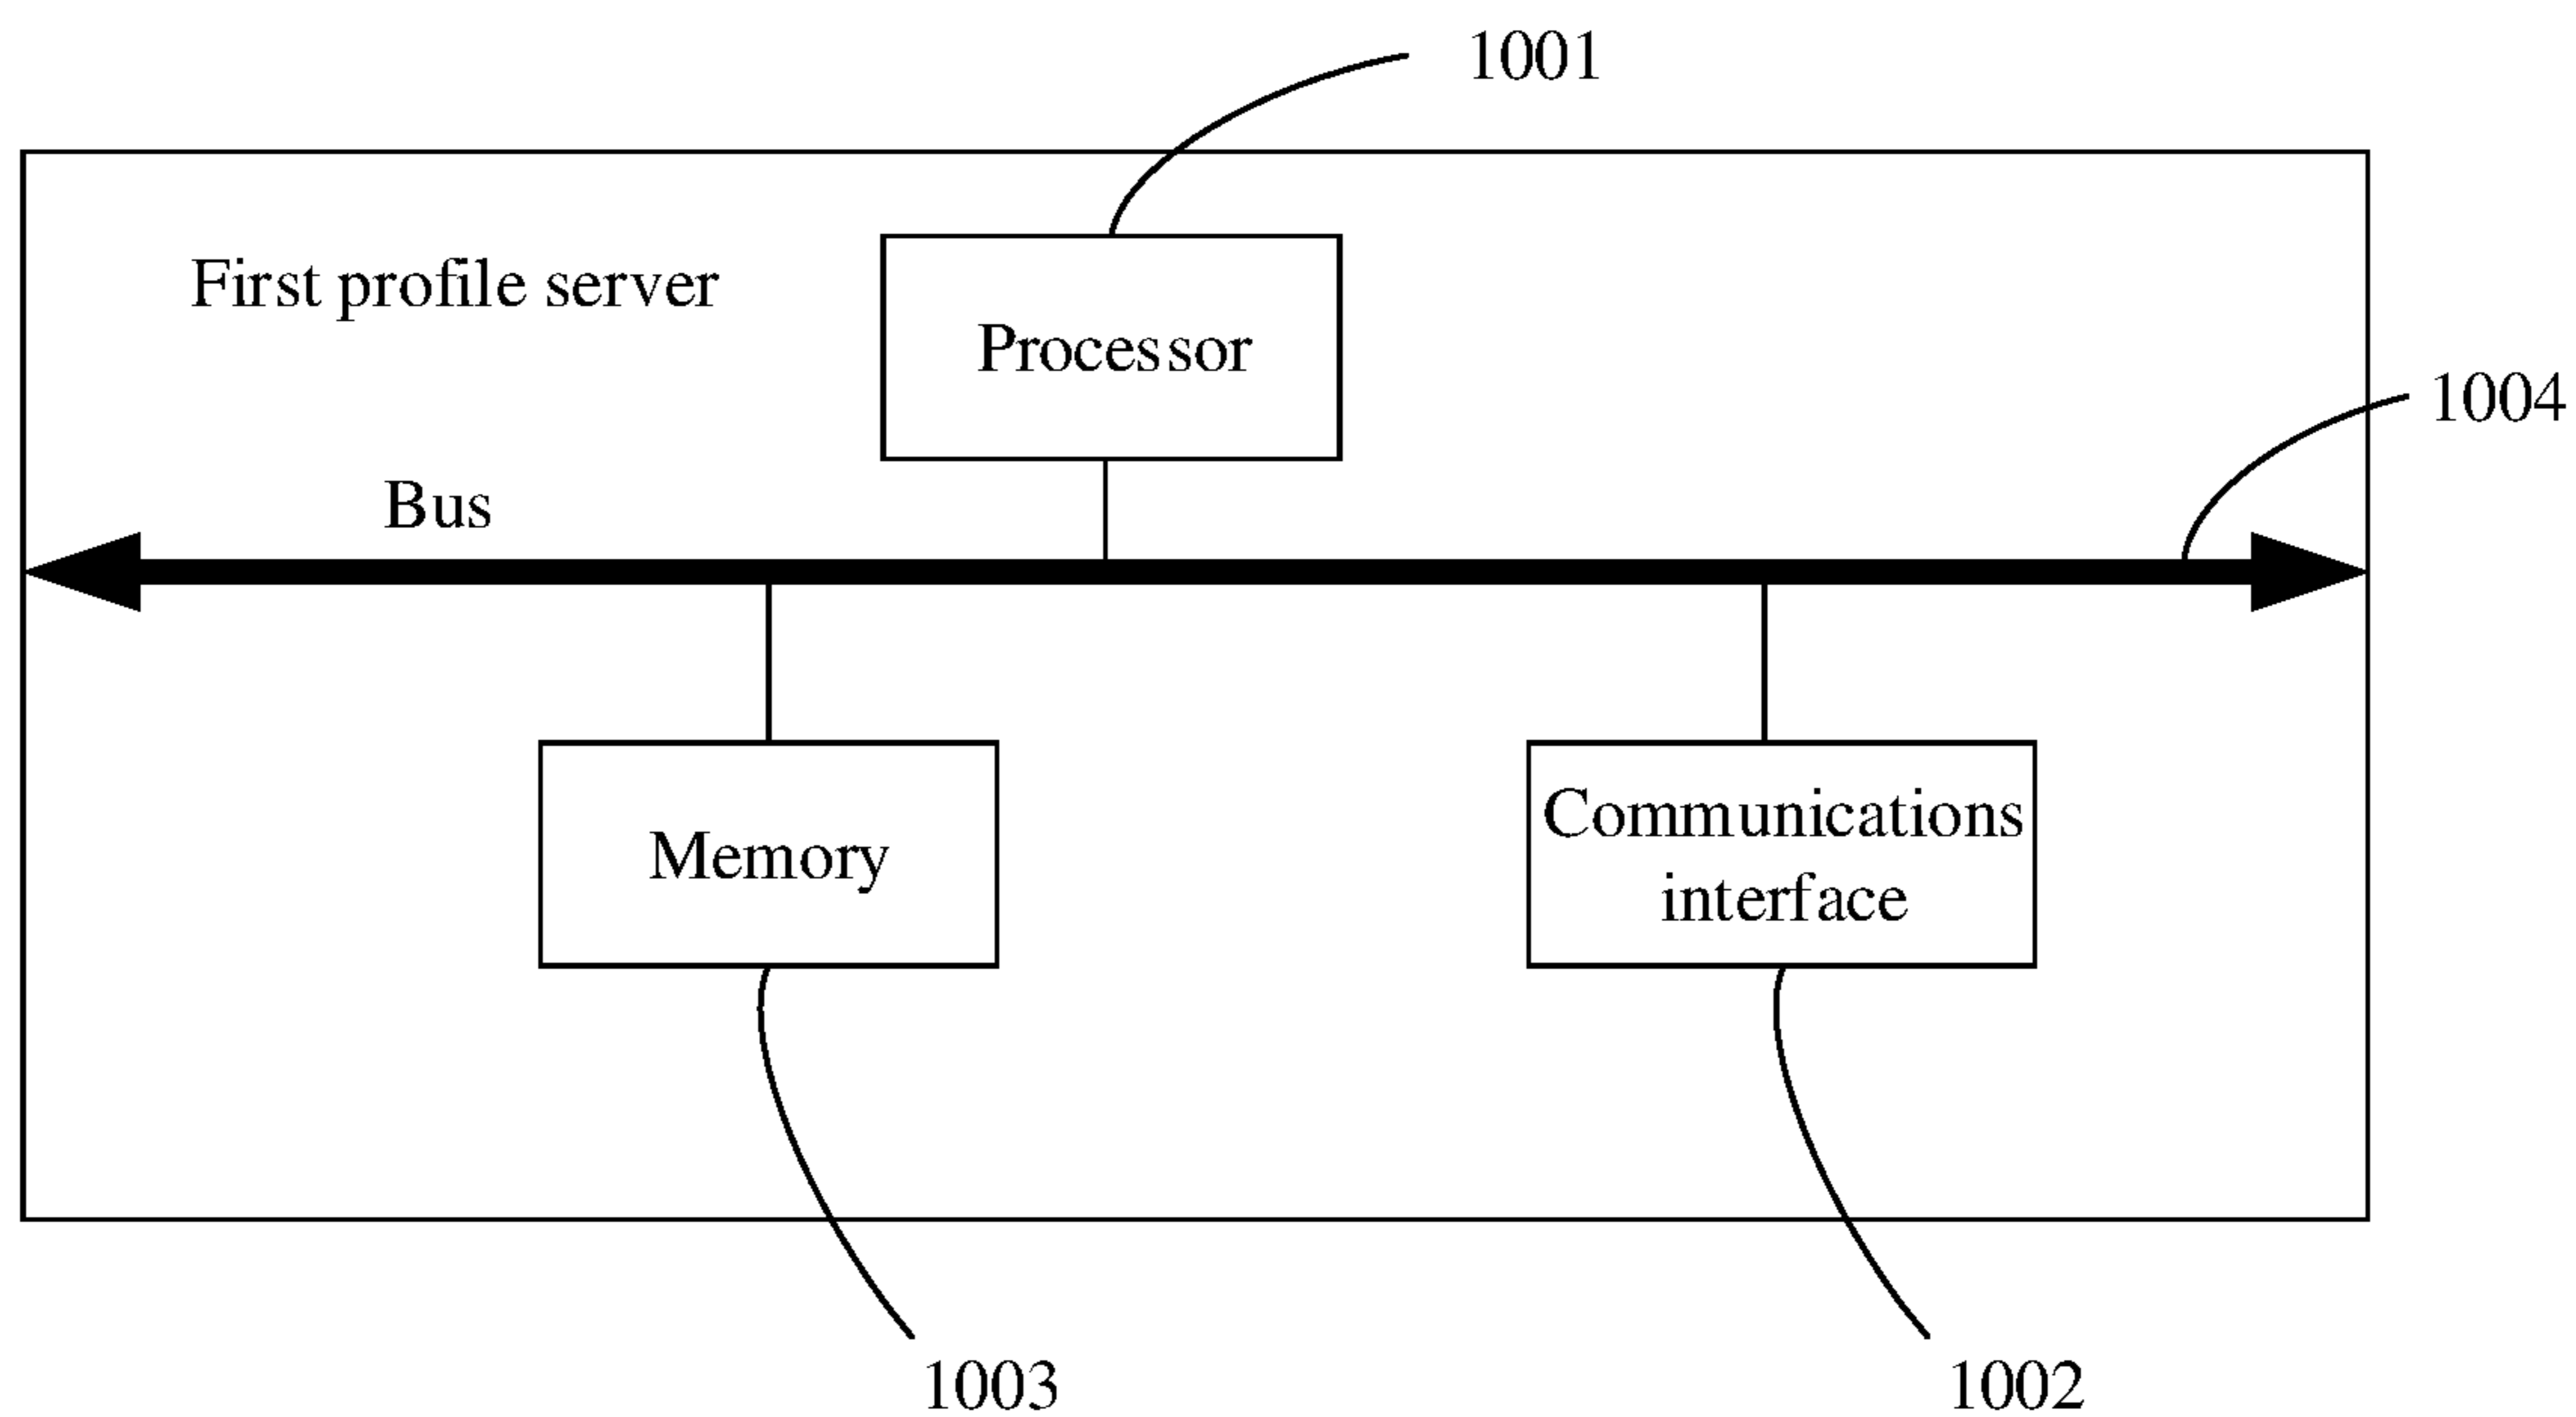 1001
First profile server
Processor
1004
Bus
Memory
Communications
interface
1003
1002